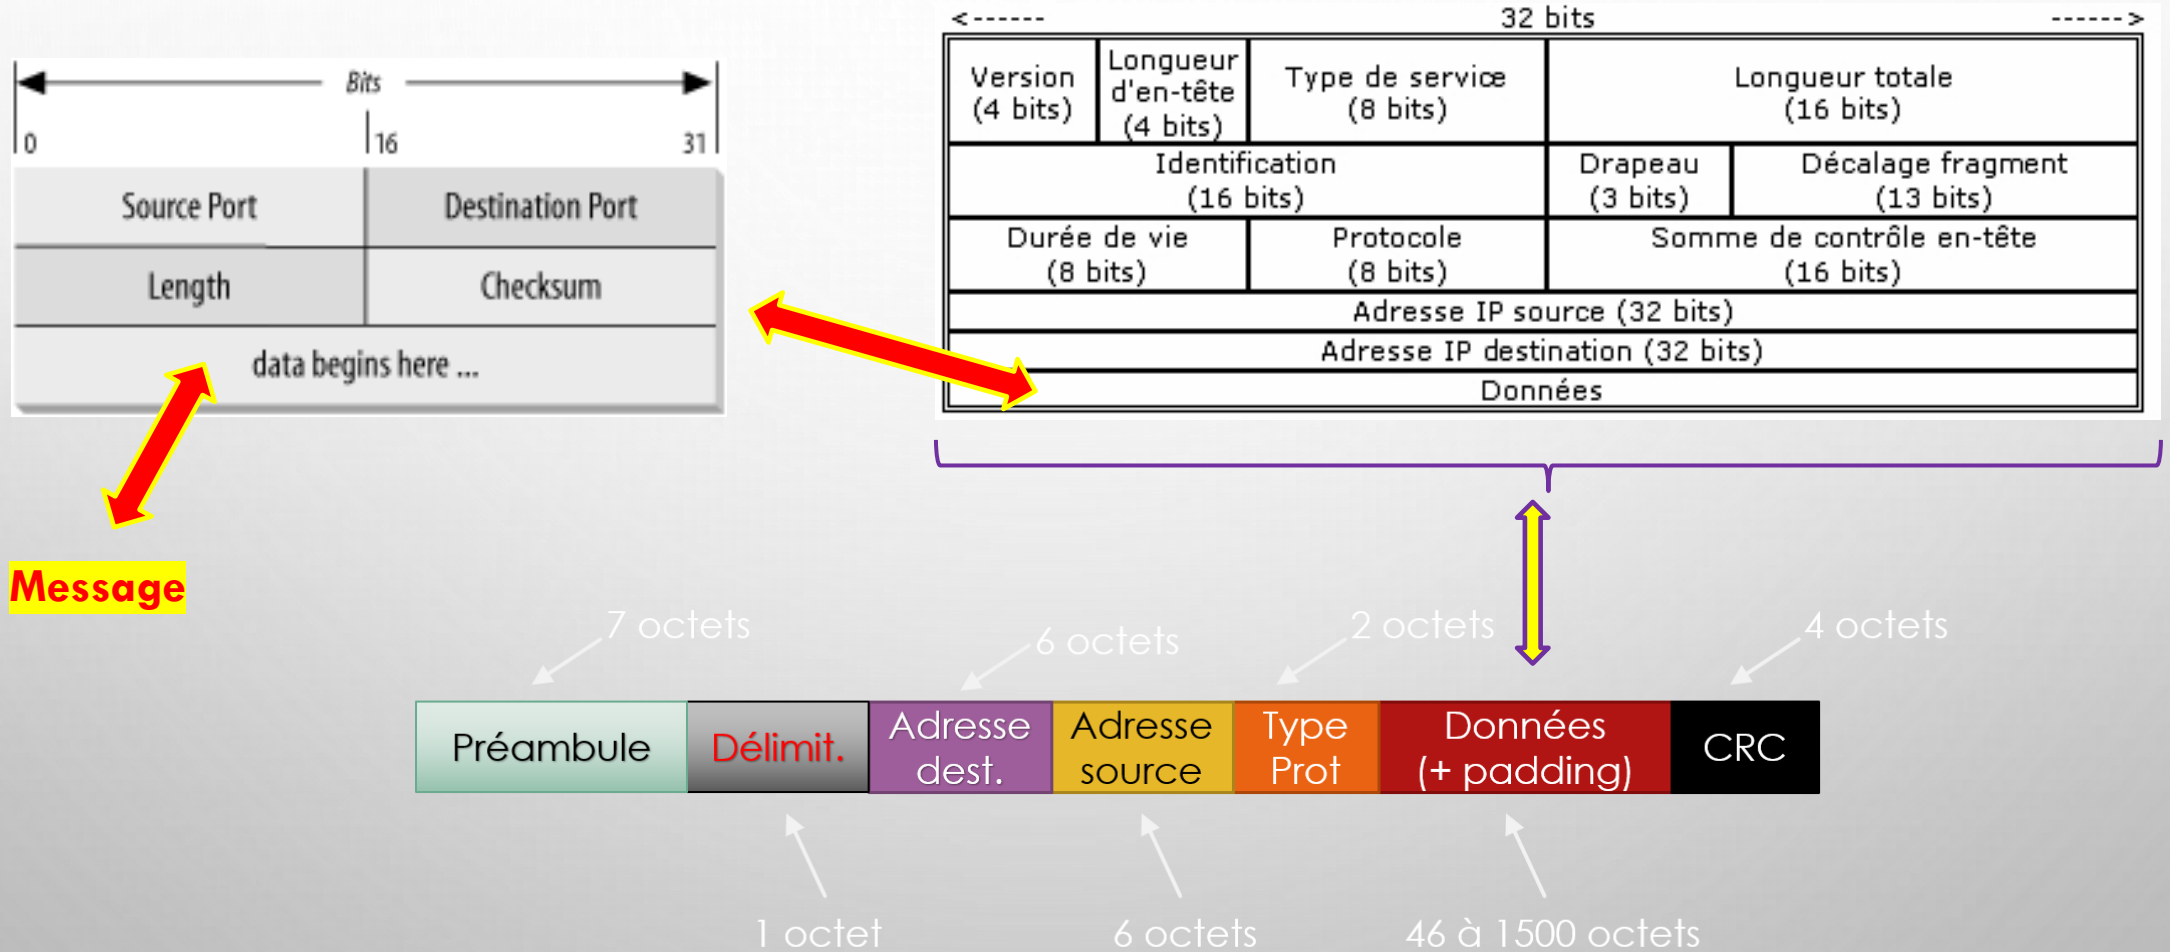 Bits
0 16 31
Source Port Destination Port
Length Checksum
data begins here ...
Message
<------ 32 bits ------>
Version
(4 bits)
Longueur
d'en-tête
(4 bits)
Type de service
(8 bits)
Longueur totale
(16 bits)
Identification
(16 bits)
Drapeau
(3 bits)
Décalage fragment
(13 bits)
Durée de vie
(8 bits)
Protocole
(8 bits)
Somme de contrôle en-tête
(16 bits)
Adresse IP source (32 bits)
Adresse IP destination (32 bits)
Données
7 octets
6 octets
2 octets
4 octets
Préambule
Délimit.
Adresse
dest.
Adresse
source
Type
Prot
Données
(+ padding)
CRC
1 octet
6 octets
46 à 1500 octets